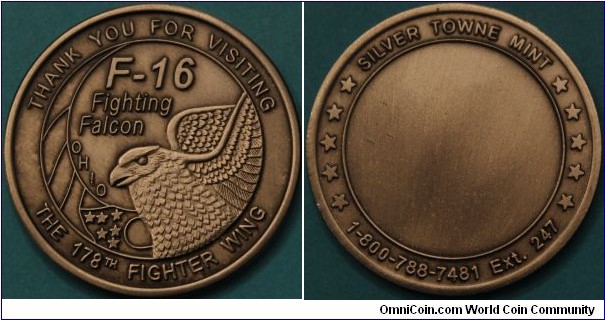 THANK YOU FOR VISITING
F-16
Fighting
Falcon
OHIO
THE 178TH FIGHTER WING
SILVER TOWNE MINT
1-800-788-7481 Ext. 247
OmniCoin.com World Coin Community